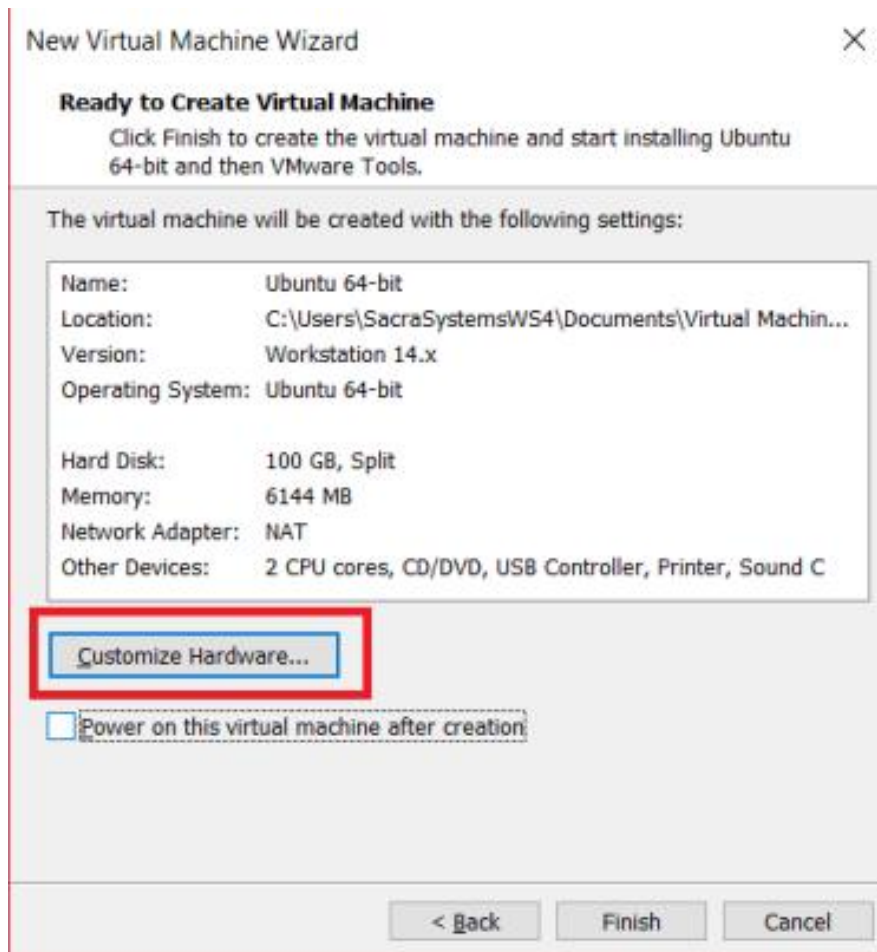 New Virtual Machine Wizard
Ready to Create Virtual Machine
Click Finish to create the virtual machine and start installing Ubuntu
64-bit and then VMware Tools.
The virtual machine will be created with the following settings:
Name: Ubuntu 64-bit
Location: C:\Users\SacraSystemsWS4\Documents\Virtual Machin...
Version: Workstation 14.x
Operating System: Ubuntu 64-bit
Hard Disk: 100 GB, Split
Memory: 6144 MB
Network Adapter: NAT
Other Devices: 2 CPU cores, CD/DVD, USB Controller, Printer, Sound C
Customize Hardware...
Power on this virtual machine after creation
< Back Finish Cancel